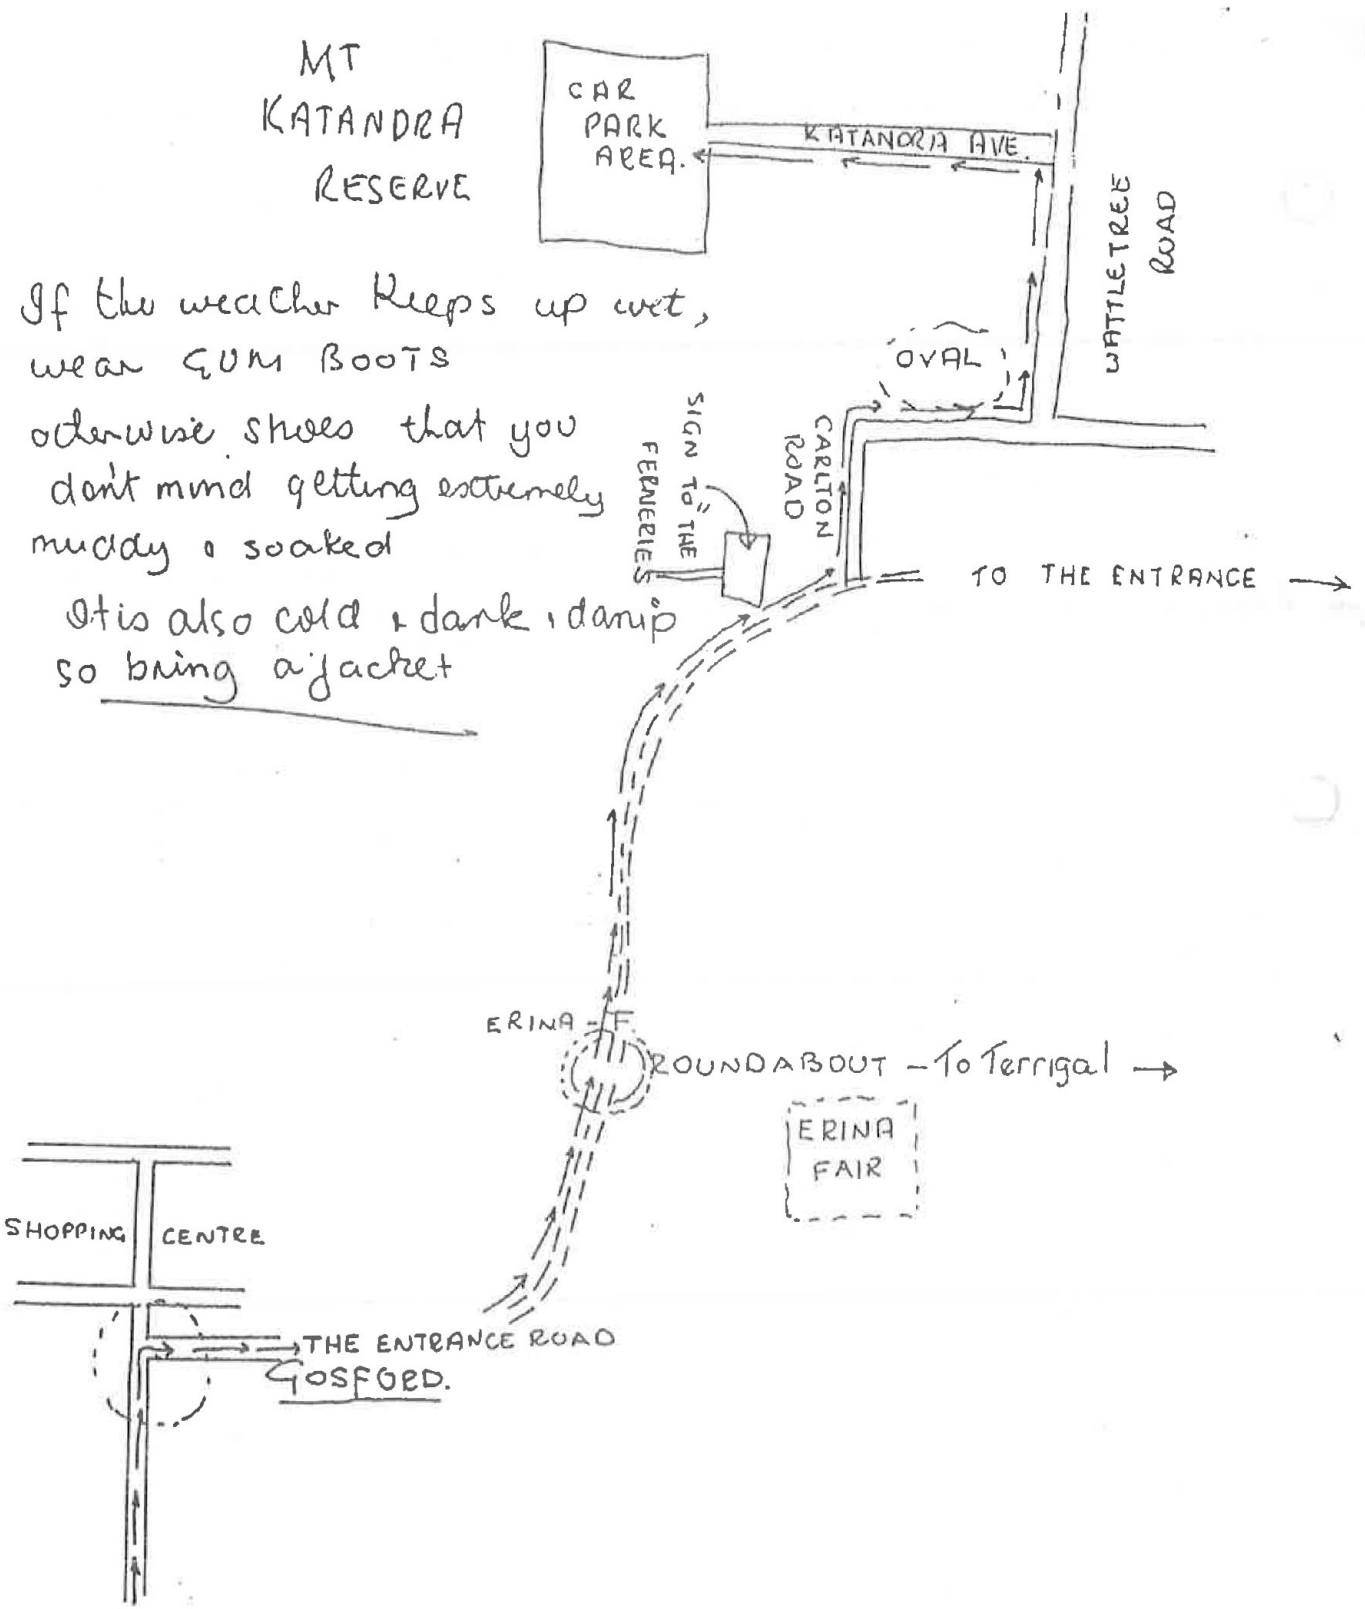 MT
KATANDRA
RESERVE
CAR
PARK
AREA.
KATANDRA AVE.
WATTLETREE
ROAD
If the weather keeps up wet,
wear GUM BOOTS
otherwise shoes that you
don't mind getting extremely
muddy & soaked
It is also cold & dark & damp
so bring a jacket
OVAL
SIGN TO "THE
FERNERIES
CARLTON
ROAD
TO THE ENTRANCE
ERINA - F.
ROUNDABOUT - To Terrigal
ERINA
FAIR
SHOPPING CENTRE
THE ENTRANCE ROAD
GOSFORD.